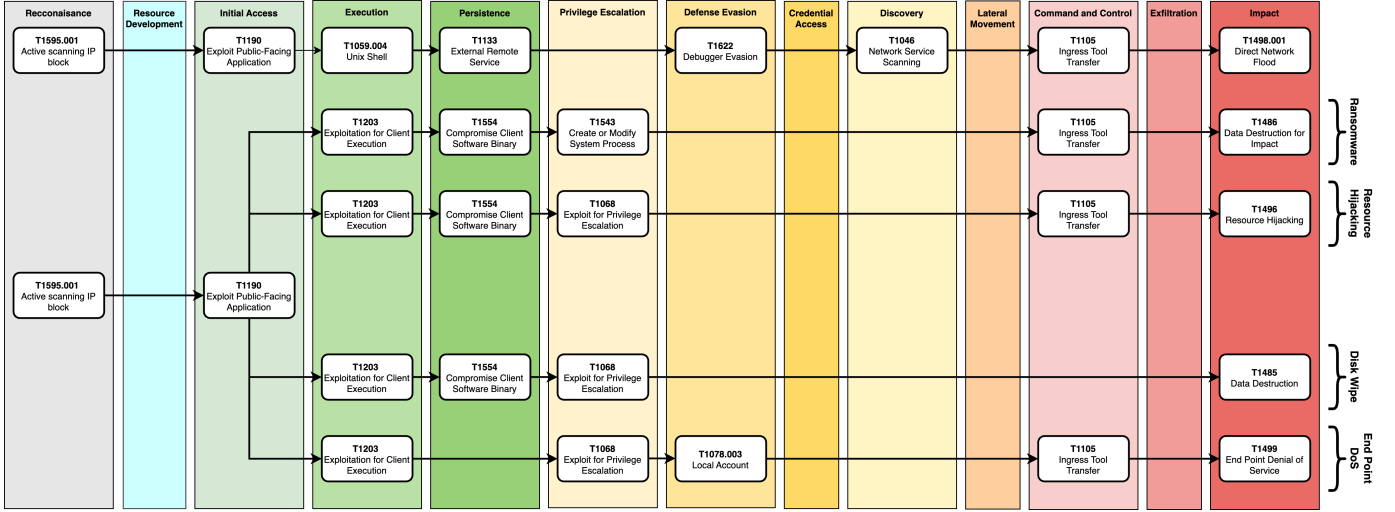 Recconaisance
Resource
Development
Initial Access
Execution
Persistence
Privilege Escalation
Defense Evasion
Credential
Access
Discovery
Lateral
Movement
Command and Control
Exfiltration
Impact
T1595.001
Active scanning IP
block
T1190
Exploit Public-Facing
Application
T1059.004
Unix Shell
T1133
External Remote
Service
T1622
Debugger Evasion
T1046
Network Service
Scanning
T1105
Ingress Tool
Transfer
T1498.001
Direct Network
Flood
T1203
Exploitation for Client
Execution
T1554
Compromise Client
Software Binary
T1543
Create or Modify
System Process
T1105
Ingress Tool
Transfer
T1486
Data Destruction for
Impact
Ransomware
T1203
Exploitation for Client
Execution
T1554
Compromise Client
Software Binary
T1068
Exploit for Privilege
Escalation
T1105
Ingress Tool
Transfer
T1496
Resource Hijacking
Resource
Hijacking
T1595.001
Active scanning IP
block
T1190
Exploit Public-Facing
Application
T1203
Exploitation for Client
Execution
T1554
Compromise Client
Software Binary
T1068
Exploit for Privilege
Escalation
T1485
Data Destruction
Disk Wipe
T1203
Exploitation for Client
Execution
T1068
Exploit for Privilege
Escalation
T1078.003
Local Account
T1105
Ingress Tool
Transfer
T1499
End Point Denial of
Service
End Point
DoS